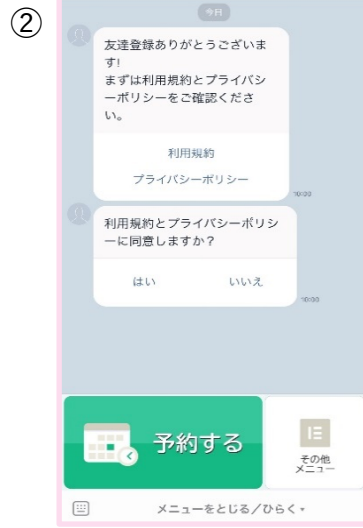 ②
今日
友達登録ありがとうございま
す!
まずは利用規約とプライバシ
ーポリシーをご確認くださ
い。
利用規約
プライバシーポリシー
10:00
利用規約とプライバシーポリシ
ーに同意しますか？
はい いいえ
10:00
予約する
その他
メニュー
メニューをとじる／ひらく▾